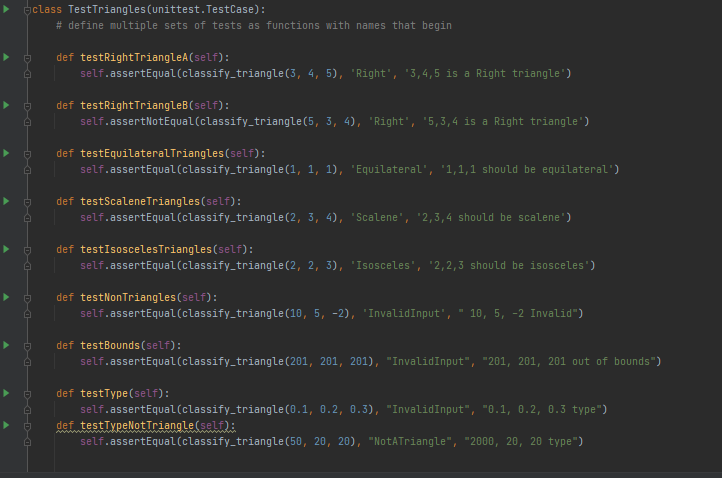 class TestTriangles(unittest.TestCase):
# define multiple sets of tests as functions with names that begin
def testRightTriangleA(self):
self.assertEqual(classify_triangle(3, 4, 5), 'Right', '3,4,5 is a Right triangle')
def testRightTriangleB(self):
self.assertNotEqual(classify_triangle(5, 3, 4), 'Right', '5,3,4 is a Right triangle')
def testEquilateralTriangles(self):
self.assertEqual(classify_triangle(1, 1, 1), 'Equilateral', '1,1,1 should be equilateral')
def testScaleneTriangles(self):
self.assertEqual(classify_triangle(2, 3, 4), 'Scalene', '2,3,4 should be scalene')
def testIsoscelesTriangles(self):
self.assertEqual(classify_triangle(2, 2, 3), 'Isosceles', '2,2,3 should be isosceles')
def testNonTriangles(self):
self.assertEqual(classify_triangle(10, 5, -2), 'InvalidInput', " 10, 5, -2 Invalid")
def testBounds(self):
self.assertEqual(classify_triangle(201, 201, 201), "InvalidInput", "201, 201, 201 out of bounds")
def testType(self):
self.assertEqual(classify_triangle(0.1, 0.2, 0.3), "InvalidInput", "0.1, 0.2, 0.3 type")
def testTypeNotTriangle(self):
self.assertEqual(classify_triangle(50, 20, 20), "NotATriangle", "2000, 20, 20 type")